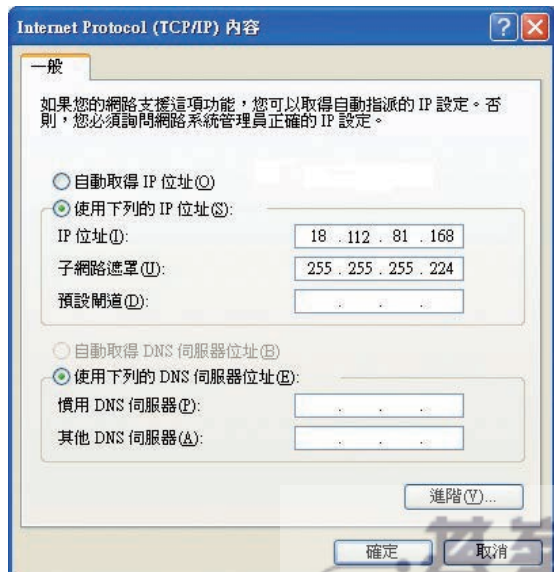 Internet Protocol (TCP/IP) 內容
一般
如果您的網路支援這項功能，您可以取得自動指派的 IP 設定。否
則，您必須詢問網路系統管理員正確的 IP 設定。
自動取得 IP 位址(O)
使用下列的 IP 位址(S):
IP 位址(I): 18 . 112 . 81 . 168
子網路遮罩(U): 255 . 255 . 255 . 224
預設閘道(D): . . .
自動取得 DNS 伺服器位址(B)
使用下列的 DNS 伺服器位址(E):
慣用 DNS 伺服器(P): . . .
其他 DNS 伺服器(A): . . .
進階(V)...
確定 取消